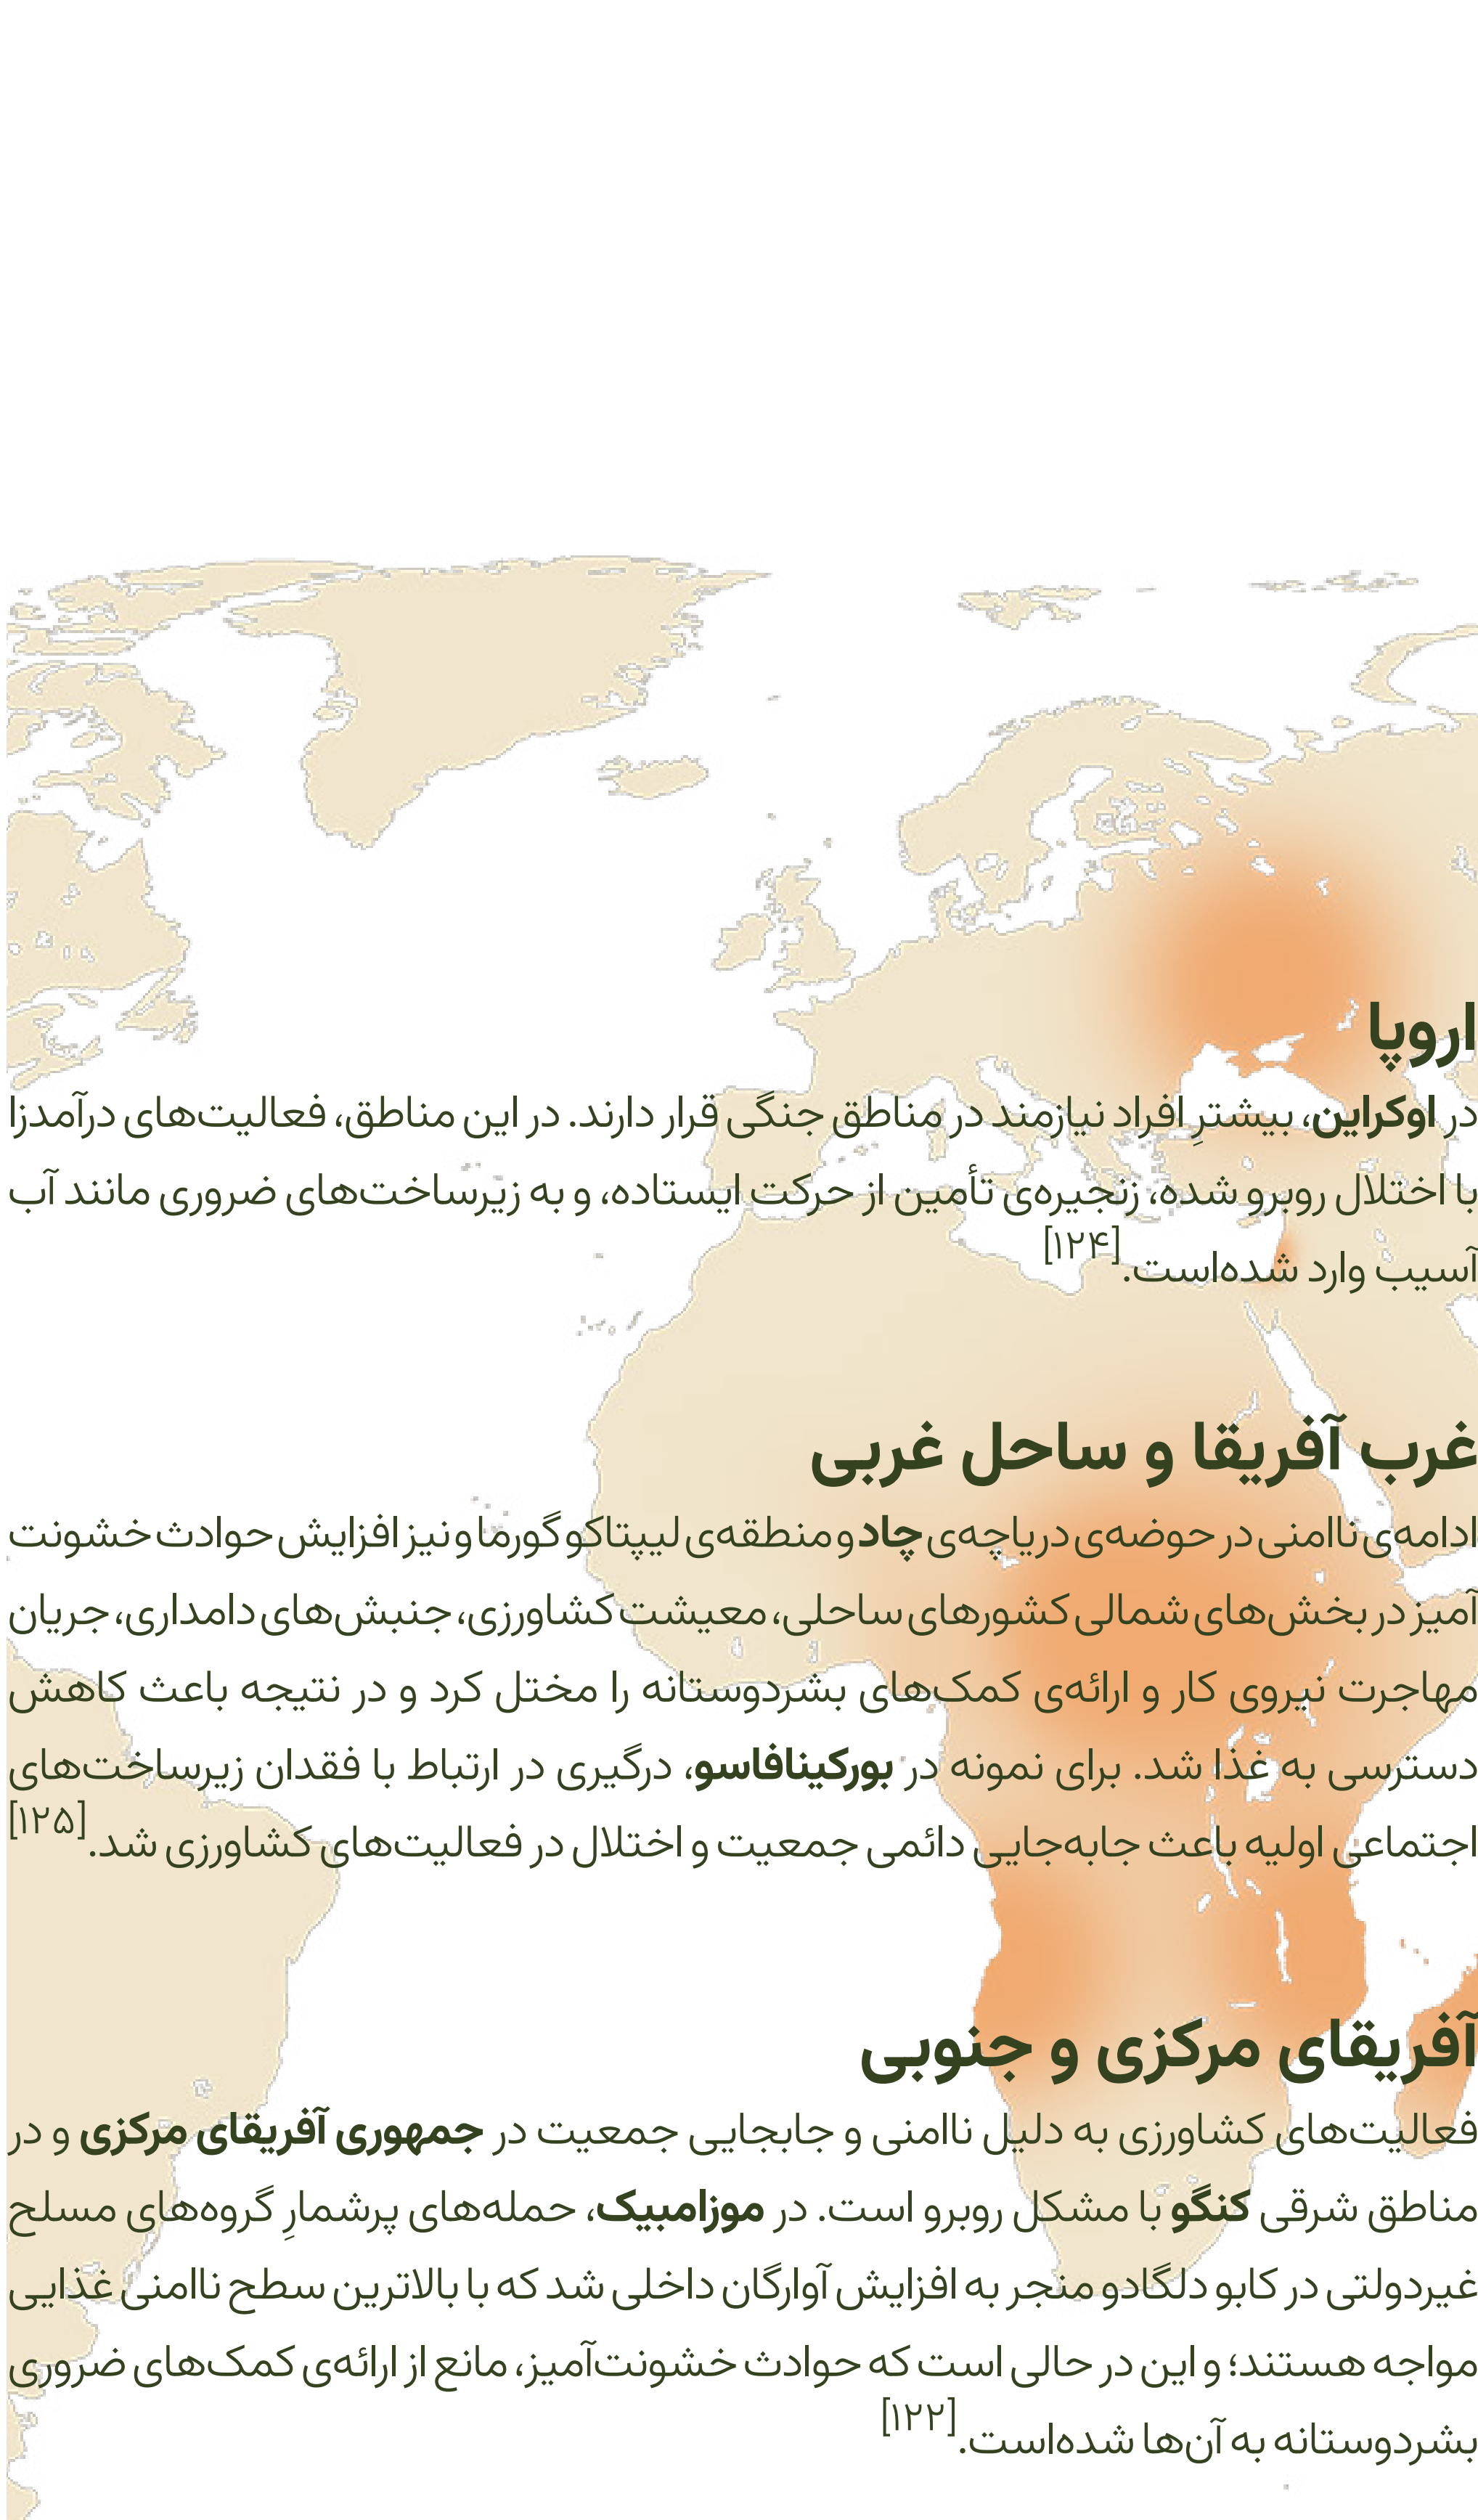 اروپا
در اوکراین، بیشترِ افراد نیازمند در مناطق جنگی قرار دارند. در این مناطق، فعالیت‌های درآمدزا
با اختلال روبرو شده، زنجیره‌ی تأمین از حرکت ایستاده، و به زیرساخت‌های ضروری مانند آب
آسیب وارد شده‌است.[۱۲۴]
غرب آفریقا و ساحل غربی
ادامه‌ی ناامنی در حوضه‌ی دریاچه‌ی چاد و منطقه‌ی لیپتاکو گورما و نیز افزایش حوادث خشونت
آمیز در بخش‌های شمالی کشورهای ساحلی، معیشت کشاورزی، جنبش‌های دامداری، جریان
مهاجرت نیروی کار و ارائه‌ی کمک‌های بشردوستانه را مختل کرد و در نتیجه باعث کاهش
دسترسی به غذا شد. برای نمونه در بورکینافاسو، درگیری در ارتباط با فقدان زیرساخت‌های
اجتماعی اولیه باعث جابه‌جایی دائمی جمعیت و اختلال در فعالیت‌های کشاورزی شد.[۱۲۵]
آفریقای مرکزی و جنوبی
فعالیت‌های کشاورزی به دلیل ناامنی و جابجایی جمعیت در جمهوری آفریقای مرکزی و در
مناطق شرقی کنگو با مشکل روبرو است. در موزامبیک، حمله‌های پرشمارِ گروه‌های مسلح
غیردولتی در کابو دلگادو منجر به افزایش آوارگان داخلی شد که با بالاترین سطح ناامنی غذایی
مواجه هستند؛ و این در حالی است که حوادث خشونت‌آمیز، مانع از ارائه‌ی کمک‌های ضروری
بشردوستانه به آن‌ها شده‌است.[۱۲۲]